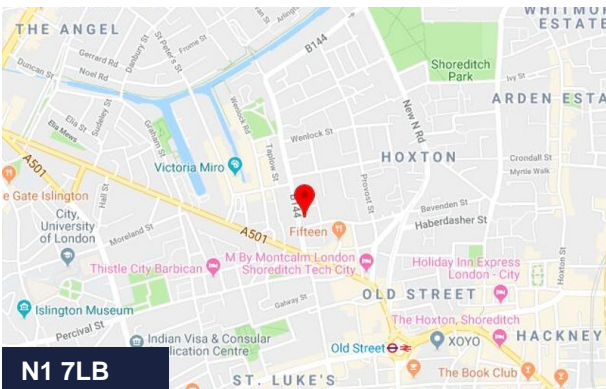 WHITMORE
ESTATE
THE ANGEL
Danbury St
St Peter's St
Frome St
Arlington
B144
Gerrard Rd
Noel Rd
Duncan St
Shoreditch
Park
Ivy St
ARDEN ESTA
Elia St
Elia Mews
Sudeley St
Graham St
Wenlock Rd
Wenlock St
Taplow St
New N Rd
HOXTON
Crondall St
Myrtle Walk
A501
Victoria Miro
Provost St
e Gate Islington
Hall St
B144
Bevenden St
Haberdasher St
City,
University
of London
Moreland St
A501
Fifteen
Thistle City Barbican
M By Montcalm London
Shoreditch Tech City
Holiday Inn Express
London - City
Hoxton St
Galway St
OLD STREET
Islington Museum
The Hoxton, Shoreditch
Percival St
Indian Visa & Consular
lication Centre
Old Street
XOYO
HACKNEY
N1 7LB
ST. LUKE'S
The Book Club